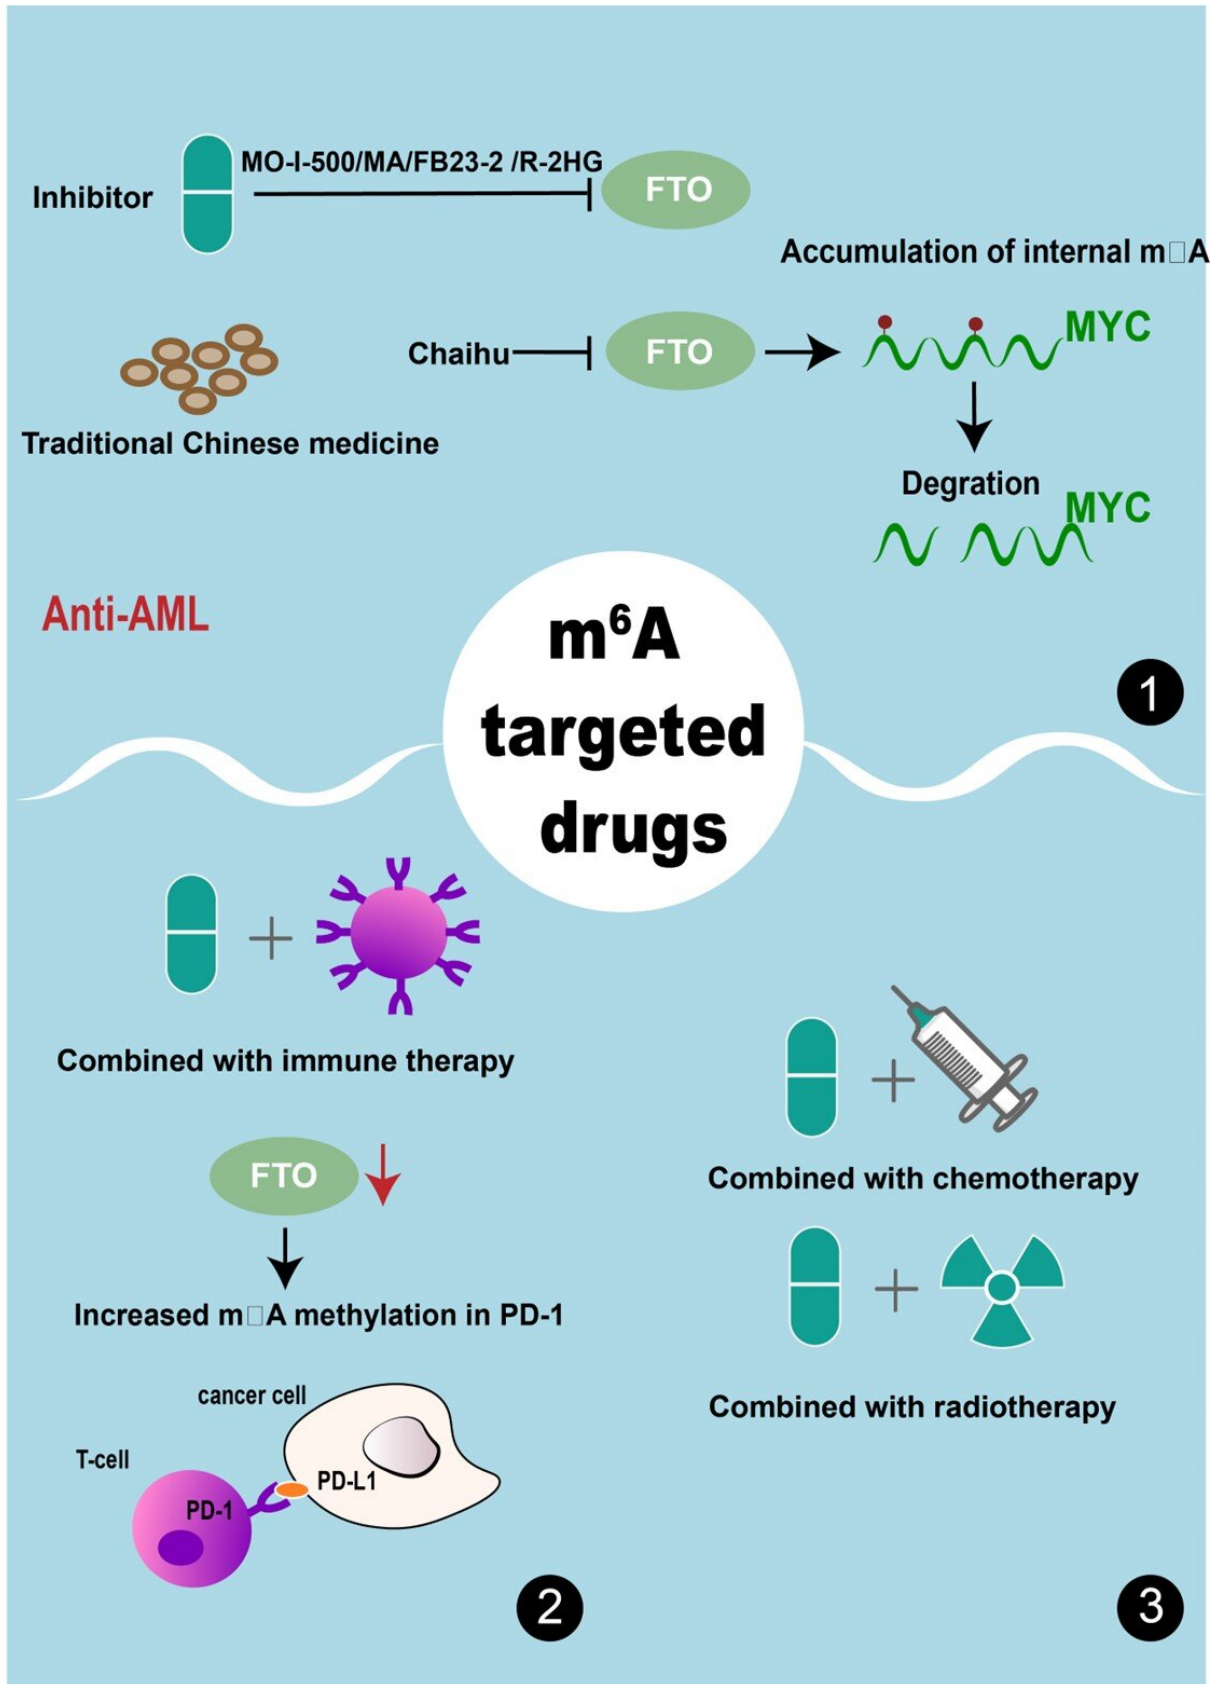 MO-I-500/MA/FB23-2 /R-2HG
Inhibitor
FTO
Accumulation of internal m□A
Chaihu
FTO
MYC
Traditional Chinese medicine
Degration
MYC
Anti-AML
1
m⁶A
targeted
drugs
Combined with immune therapy
FTO
Increased m□A methylation in PD-1
cancer cell
T-cell
PD-L1
PD-1
2
Combined with chemotherapy
Combined with radiotherapy
3